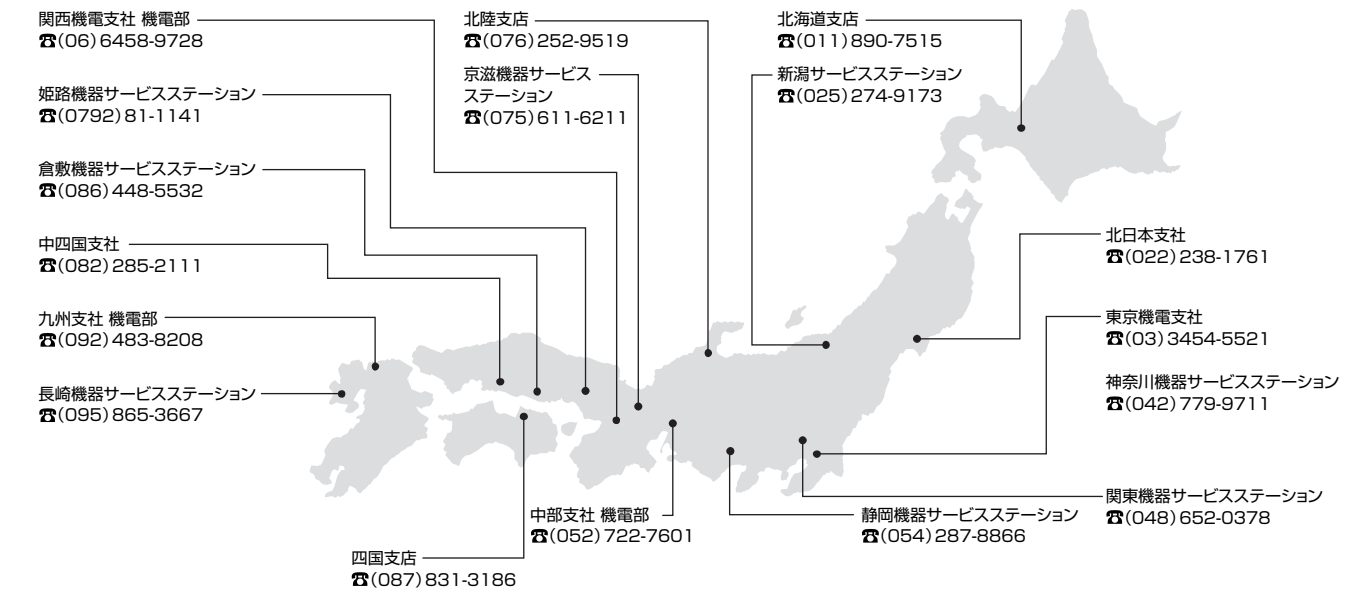 関西機電支社 機電部
☎(06)6458-9728
姫路機器サービスステーション
☎(0792)81-1141
倉敷機器サービスステーション
☎(086)448-5532
中四国支社
☎(082)285-2111
九州支社 機電部
☎(092)483-8208
長崎機器サービスステーション
☎(095)865-3667
北陸支店
☎(076)252-9519
京滋機器サービス
ステーション
☎(075)611-6211
北海道支店
☎(011)890-7515
新潟サービスステーション
☎(025)274-9173
北日本支社
☎(022)238-1761
東京機電支社
☎(03)3454-5521
神奈川機器サービスステーション
☎(042)779-9711
関東機器サービスステーション
☎(048)652-0378
静岡機器サービスステーション
☎(054)287-8866
中部支社 機電部
☎(052)722-7601
四国支店
☎(087)831-3186